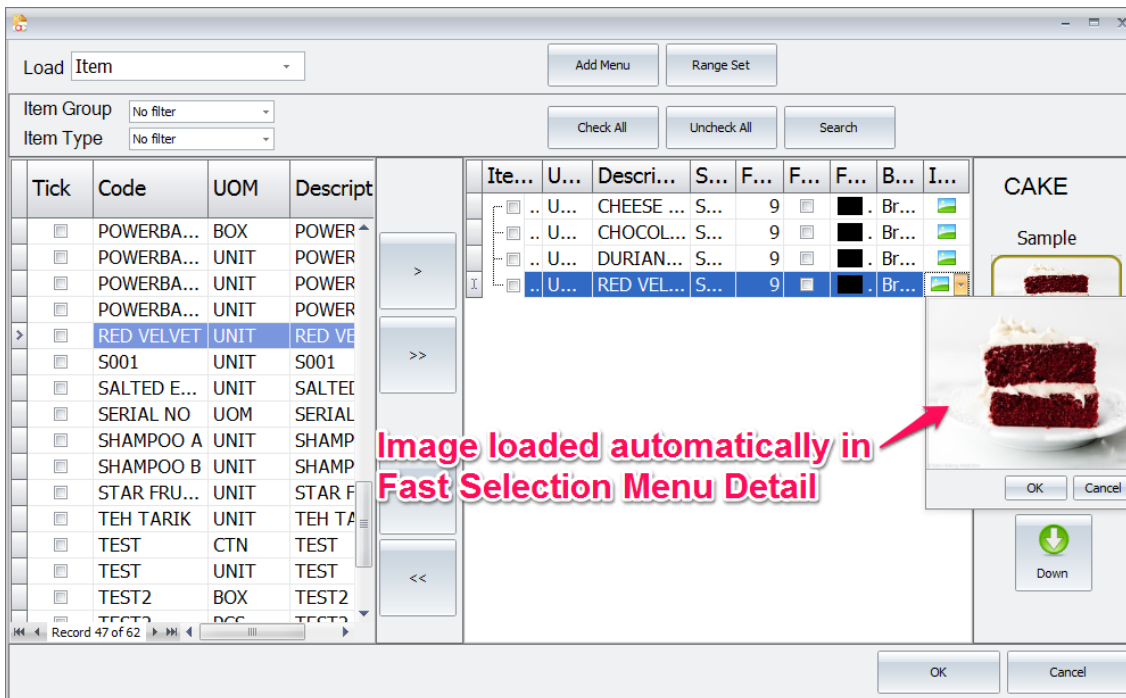 Load Item
Add Menu
Range Set
Item Group No filter
Item Type No filter
Check All
Uncheck All
Search
Tick Code UOM Descript
POWERBA... BOX POWER
POWERBA... UNIT POWER
POWERBA... UNIT POWER
POWERBA... UNIT POWER
RED VELVET UNIT RED VE
S001 UNIT S001
SALTED E... UNIT SALTED
SERIAL NO UOM SERIAL
SHAMPOO A UNIT SHAMP
SHAMPOO B UNIT SHAMP
STAR FRU... UNIT STAR F
TEH TARIK UNIT TEH TA
TEST CTN TEST
TEST UNIT TEST
TEST2 BOX TEST2
Record 47 of 62
>
>>
<<
Ite... U... Descri... S... F... F... F... B... I...
.. U... CHEESE ... S... 9 . Br...
.. U... CHOCOL... S... 9 . Br...
.. U... DURIAN... S... 9 . Br...
.. U... RED VEL... S... 9 . Br...
Image loaded automatically in
Fast Selection Menu Detail
CAKE
Sample
OK Cancel
Down
OK Cancel